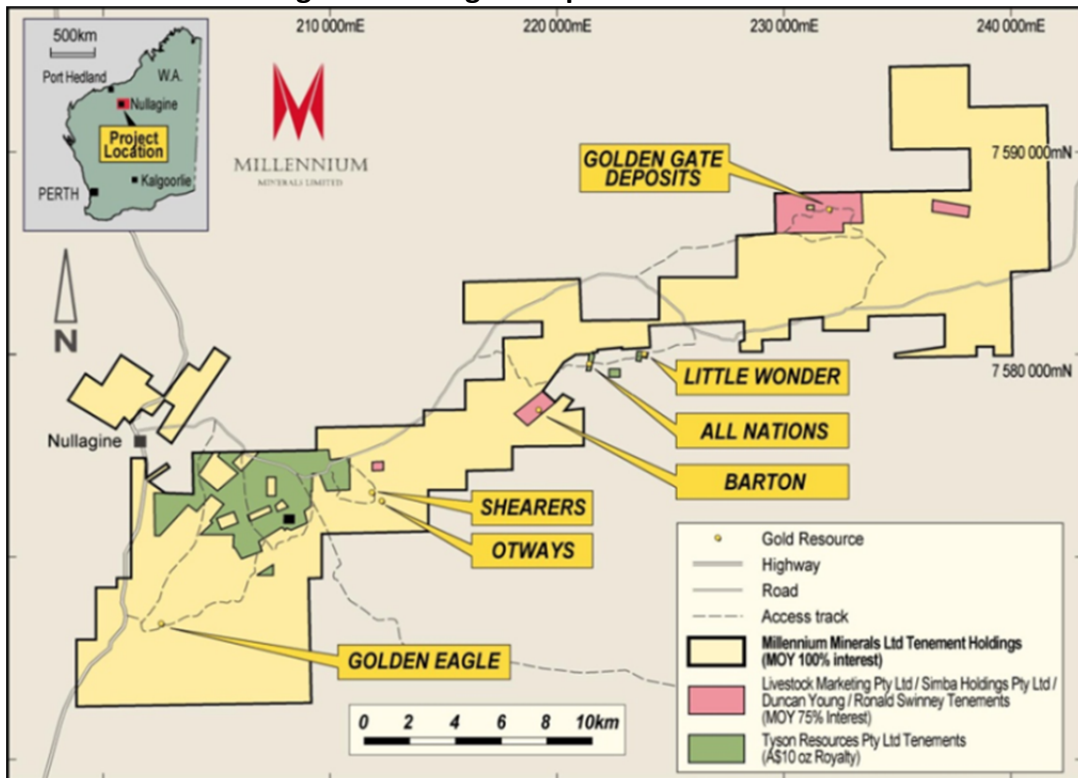 500km
Port Hedland
W.A.
Nullagine
Project
Location
Kalgoorlie
PERTH
MILLENNIUM
MINERALS LIMITED
210 000mE
220 000mE
230 000mE
240 000mE
7 590 000mN
7 580 000mN
N
GOLDEN GATE
DEPOSITS
LITTLE WONDER
ALL NATIONS
BARTON
Nullagine
SHEARERS
OTWAYS
GOLDEN EAGLE
0 2 4 6 8 10km
Gold Resource
Highway
Road
Access track
Millennium Minerals Ltd Tenement Holdings
(MOY 100% interest)
Livestock Marketing Pty Ltd / Simba Holdings Pty Ltd /
Duncan Young / Ronald Swinney Tenements
(MOY 75% Interest)
Tyson Resources Pty Ltd Tenements
(A$10 oz Royalty)